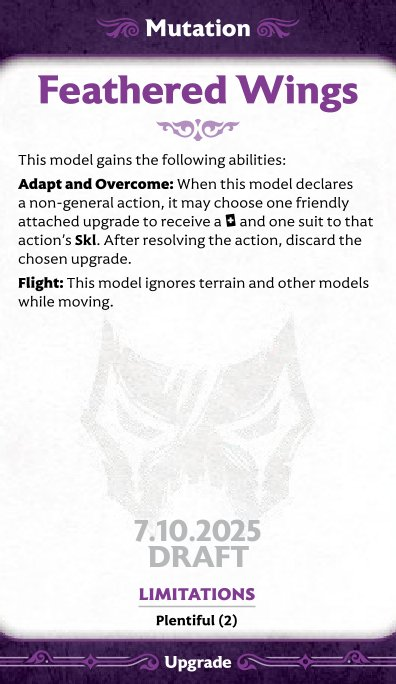 Mutation
Feathered Wings
This model gains the following abilities:
Adapt and Overcome: When this model declares
a non-general action, it may choose one friendly
attached upgrade to receive a and one suit to that
action's Skl. After resolving the action, discard the
chosen upgrade.
Flight: This model ignores terrain and other models
while moving.
7.10.2025
DRAFT
LIMITATIONS
Plentiful (2)
Upgrade